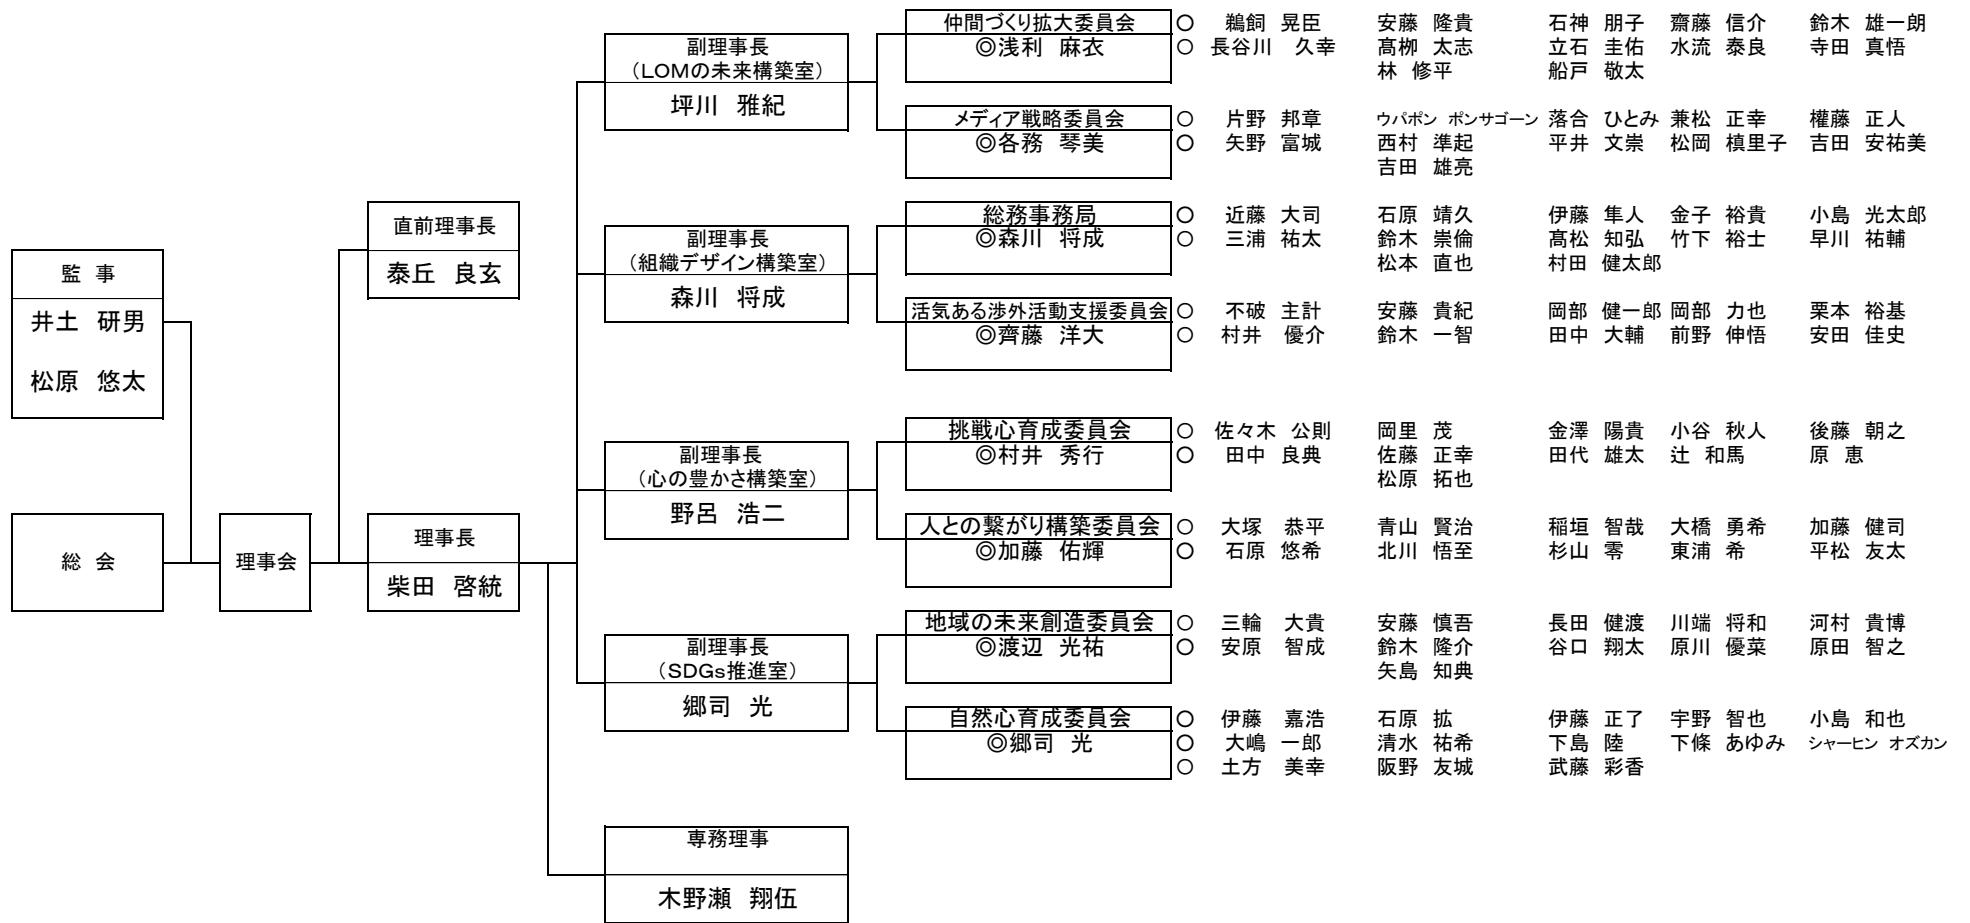 監 事
井土 研男
松原 悠太
総 会
理事会
直前理事長
泰丘 良玄
理事長
柴田 啓統
副理事長
（LOMの未来構築室）
坪川 雅紀
仲間づくり拡大委員会
◎浅利 麻衣
○ 鵜飼 晃臣 安藤 隆貴 石神 朋子 齋藤 信介 鈴木 雄一朗
○ 長谷川 久幸 髙栁 太志 立石 圭佑 水流 泰良 寺田 真悟
林 修平 船戸 敬太
メディア戦略委員会
◎各務 琴美
○ 片野 邦章 ウパポン ポンサゴーン 落合 ひとみ 兼松 正幸 權藤 正人
○ 矢野 富城 西村 準起 平井 文崇 松岡 槙里子 吉田 安祐美
吉田 雄亮
副理事長
（組織デザイン構築室）
森川 将成
総務事務局
◎森川 将成
○ 近藤 大司 石原 靖久 伊藤 隼人 金子 裕貴 小島 光太郎
○ 三浦 祐太 鈴木 崇倫 髙松 知弘 竹下 裕士 早川 祐輔
松本 直也 村田 健太郎
活気ある渉外活動支援委員会
◎齊藤 洋大
○ 不破 主計 安藤 貴紀 岡部 健一郎 岡部 力也 栗本 裕基
○ 村井 優介 鈴木 一智 田中 大輔 前野 伸悟 安田 佳史
副理事長
（心の豊かさ構築室）
野呂 浩二
挑戦心育成委員会
◎村井 秀行
○ 佐々木 公則 岡里 茂 金澤 陽貴 小谷 秋人 後藤 朝之
○ 田中 良典 佐藤 正幸 田代 雄太 辻 和馬 原 恵
松原 拓也
人との繋がり構築委員会
◎加藤 佑輝
○ 大塚 恭平 青山 賢治 稲垣 智哉 大橋 勇希 加藤 健司
○ 石原 悠希 北川 悟至 杉山 零 東浦 希 平松 友太
副理事長
（SDGs推進室）
郷司 光
地域の未来創造委員会
◎渡辺 光祐
○ 三輪 大貴 安藤 慎吾 長田 健渡 川端 将和 河村 貴博
○ 安原 智成 鈴木 隆介 谷口 翔太 原川 優菜 原田 智之
矢島 知典
自然心育成委員会
◎郷司 光
○ 伊藤 嘉浩 石原 拡 伊藤 正了 宇野 智也 小島 和也
○ 大嶋 一郎 清水 祐希 下島 陸 下條 あゆみ シャーヒン オズカン
○ 土方 美幸 阪野 友城 武藤 彩香
専務理事
木野瀬 翔伍